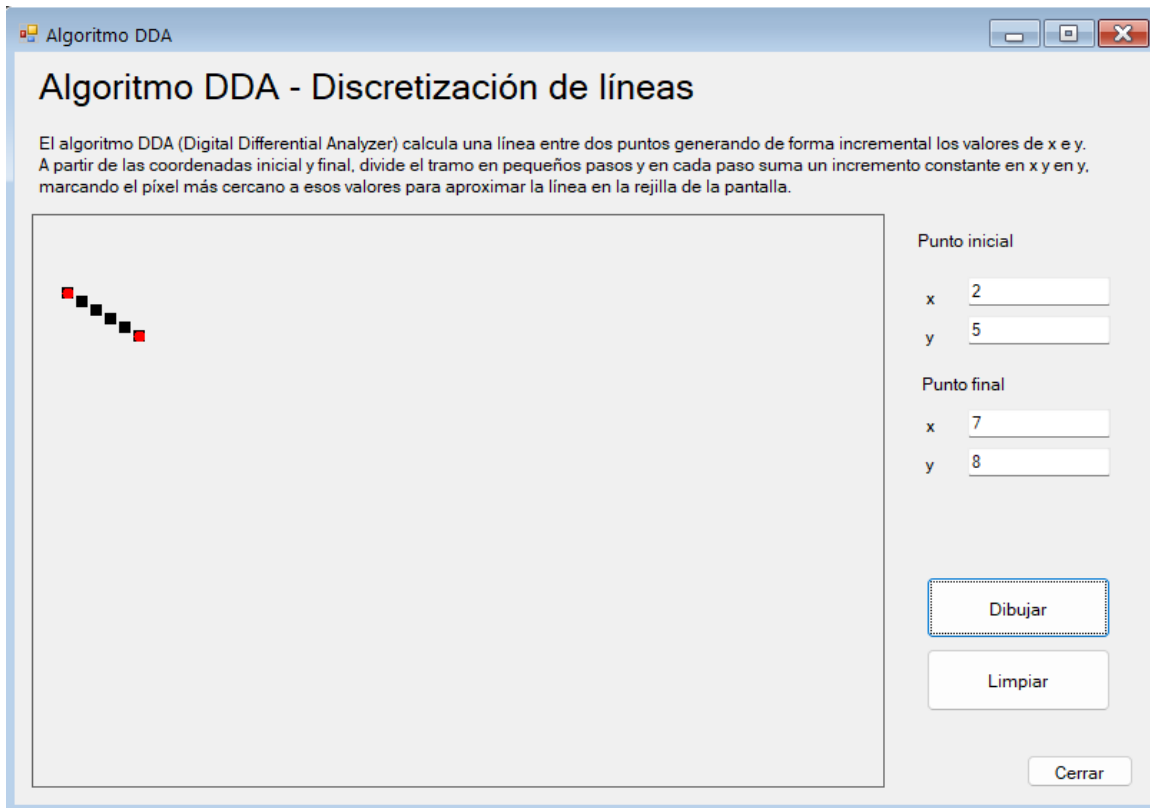 Algoritmo DDA
Algoritmo DDA - Discretización de líneas
El algoritmo DDA (Digital Differential Analyzer) calcula una línea entre dos puntos generando de forma incremental los valores de x e y.
A partir de las coordenadas inicial y final, divide el tramo en pequeños pasos y en cada paso suma un incremento constante en x y en y,
marcando el píxel más cercano a esos valores para aproximar la línea en la rejilla de la pantalla.
Punto inicial
x 2
y 5
Punto final
x 7
y 8
Dibujar
Limpiar
Cerrar